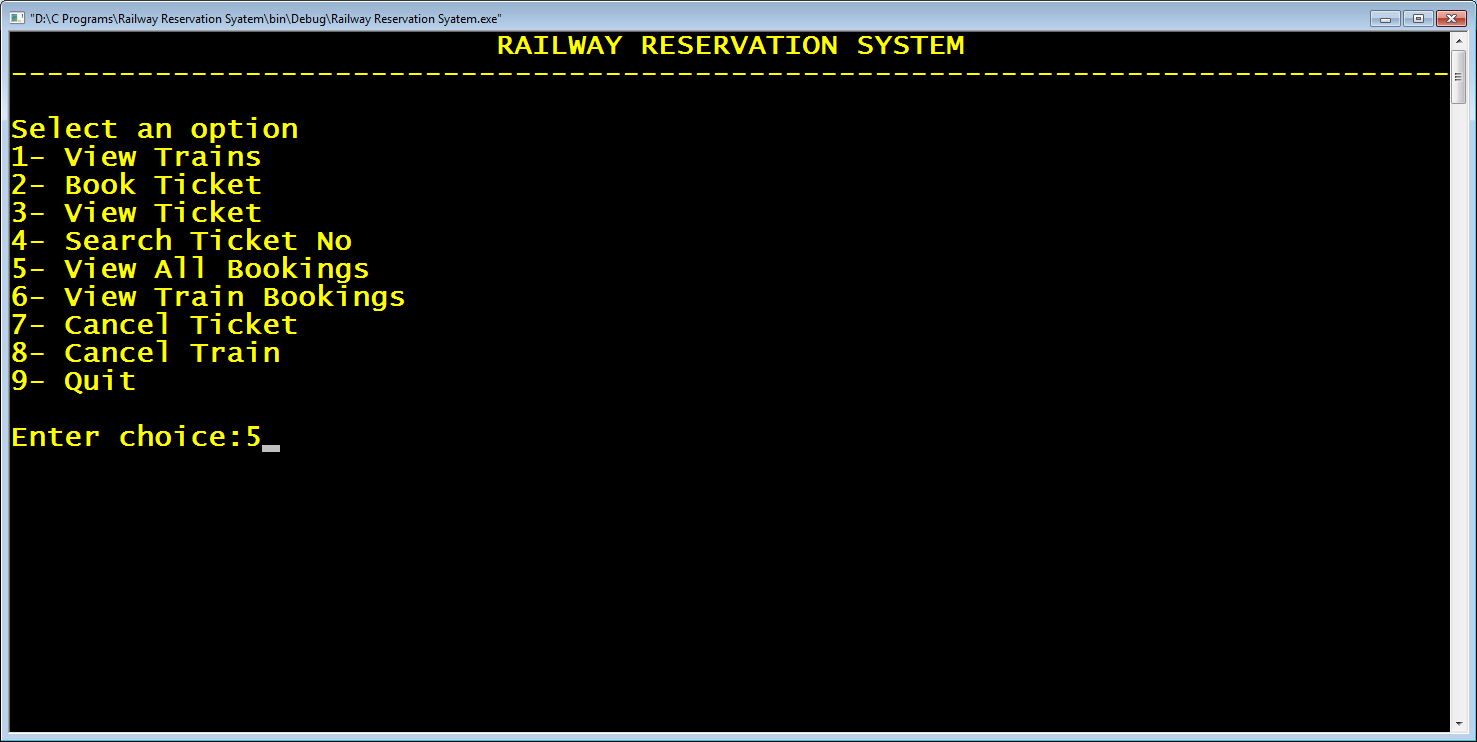 "D:\C Programs\Railway Reservation Syatem\bin\Debug\Railway Reservation Syatem.exe"
RAILWAY RESERVATION SYSTEM
--------------------------------------------------------------------------------
Select an option
1- View Trains
2- Book Ticket
3- View Ticket
4- Search Ticket No
5- View All Bookings
6- View Train Bookings
7- Cancel Ticket
8- Cancel Train
9- Quit
Enter choice:5_